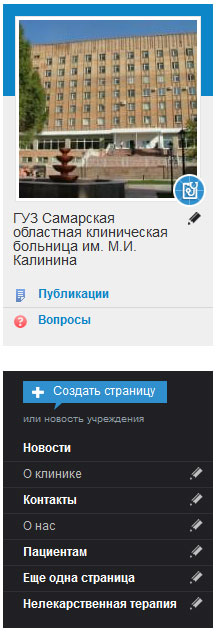 ГУЗ Самарская
областная клиническая
больница им. М.И.
Калинина
Публикации
Вопросы
Создать страницу
или новость учреждения
Новости
О клинике
Контакты
О нас
Пациентам
Еще одна страница
Нелекарственная терапия